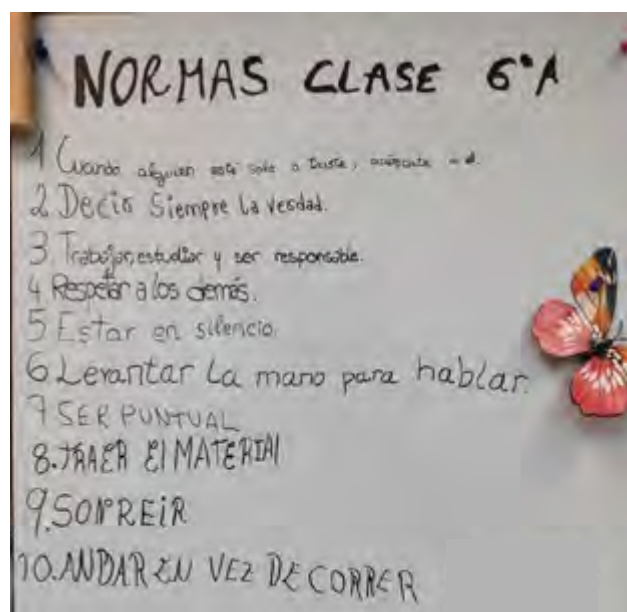 NORMAS CLASE 6ºA
1 Cuando alguien esté solo o triste, a él.
2 Decir Siempre la verdad.
3. Trabajar, estudiar y ser responsable.
4 Respetar a los demás.
5 Estar en silencio.
6 Levantar la mano para hablar.
7 SER PUNTUAL
8. TRAER El MATERIAl
9. SONREiR
10. ANDAR EN VEZ DE CORRER